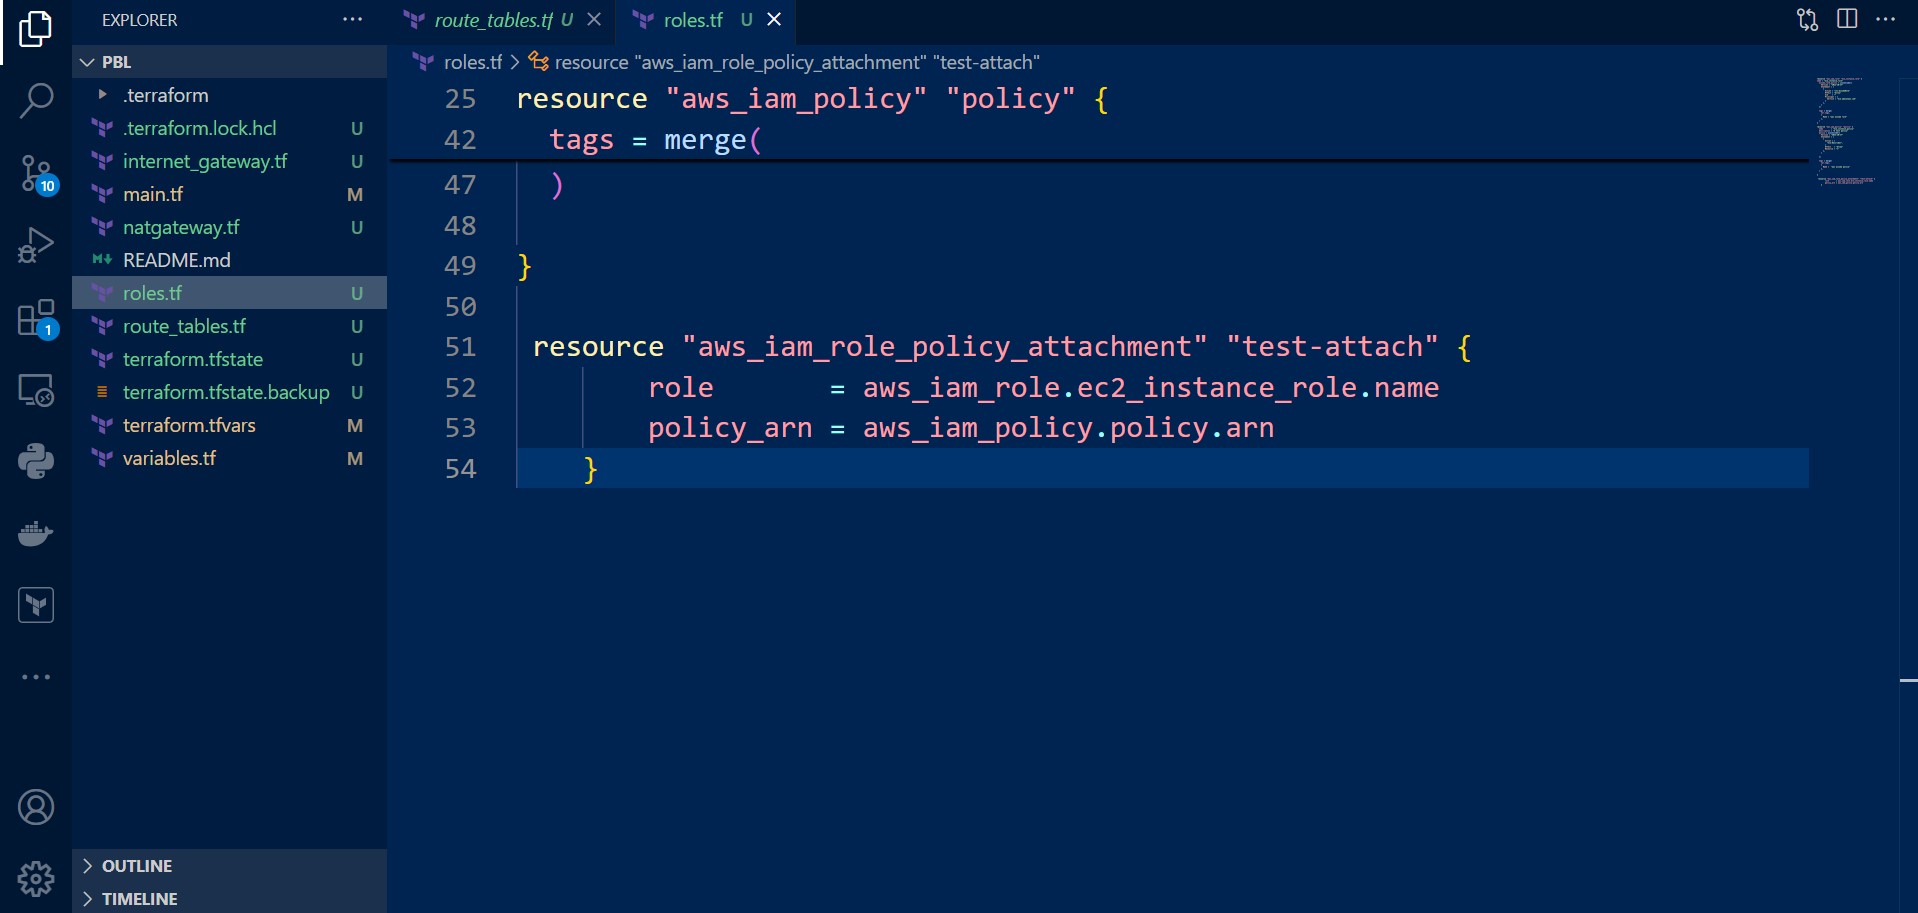 EXPLORER
PBL
.terraform
.terraform.lock.hcl U
internet_gateway.tf U
main.tf M
natgateway.tf U
README.md
roles.tf U
route_tables.tf U
terraform.tfstate U
terraform.tfstate.backup U
terraform.tfvars M
variables.tf M
OUTLINE
TIMELINE
10
1
route_tables.tf U
roles.tf U
roles.tf > resource "aws_iam_role_policy_attachment" "test-attach"
25 resource "aws_iam_policy" "policy" {
42 tags = merge(
47 )
48
49 }
50
51 resource "aws_iam_role_policy_attachment" "test-attach" {
52 role = aws_iam_role.ec2_instance_role.name
53 policy_arn = aws_iam_policy.policy.arn
54 }